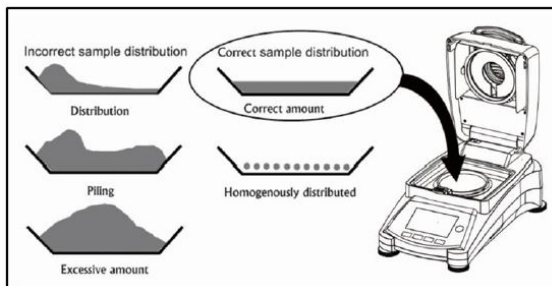 Incorrect sample distribution
Distribution
Piling
Excessive amount
Correct sample distribution
Correct amount
Homogenously distributed